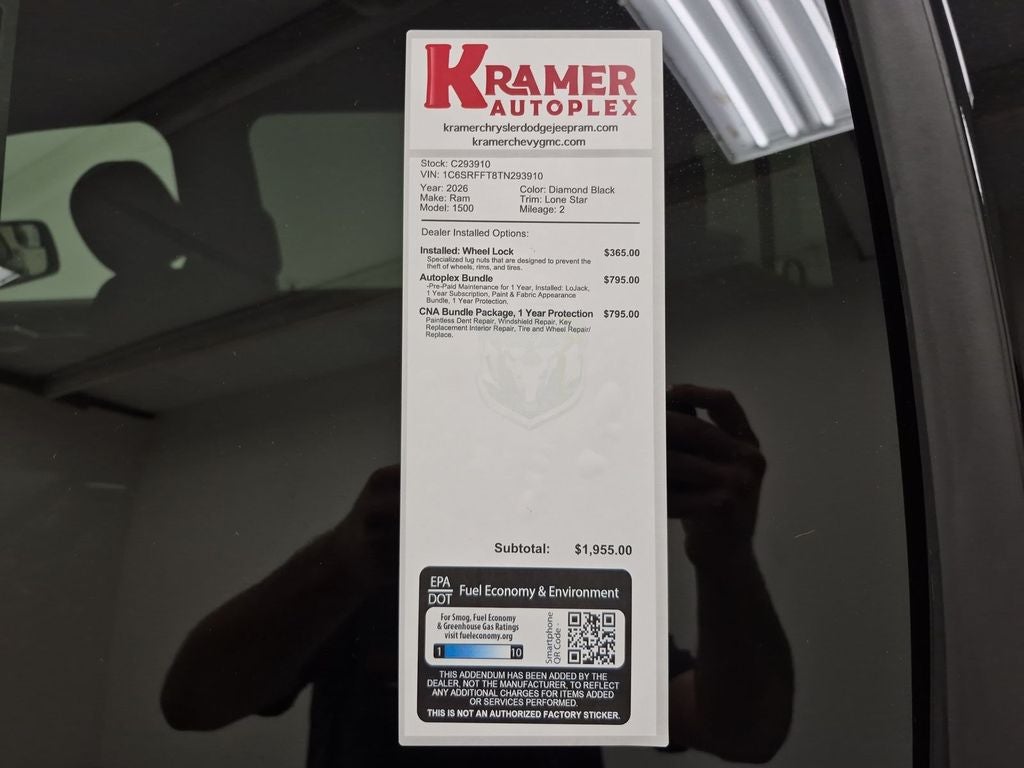 KRAMER
AUTOPLEX
kramerchryslerdodgejeepram.com
kramerchevygmc.com
Stock: C293910
VIN: 1C6SRFFT8TN293910
Year: 2026 Color: Diamond Black
Make: Ram Trim: Lone Star
Model: 1500 Mileage: 2
Dealer Installed Options:
Installed: Wheel Lock $365.00
Specialized lug nuts that are designed to prevent the
theft of wheels, rims, and tires.
Autoplex Bundle $795.00
-Pre-Paid Maintenance for 1 Year, Installed: LoJack,
1 Year Subscription, Paint & Fabric Appearance
Bundle, 1 Year Protection.
CNA Bundle Package, 1 Year Protection $795.00
Paintless Dent Repair, Windshield Repair, Key
Replacement Interior Repair, Tire and Wheel Repair/
Replace.
Subtotal: $1,955.00
EPA
DOT Fuel Economy & Environment
For Smog, Fuel Economy
& Greenhouse Gas Ratings
visit fueleconomy.org
1 10
Smartphone
QR Code -
THIS ADDENDUM HAS BEEN ADDED BY THE
DEALER, NOT THE MANUFACTURER, TO REFLECT
ANY ADDITIONAL CHARGES FOR ITEMS ADDED
OR SERVICES PERFORMED.
THIS IS NOT AN AUTHORIZED FACTORY STICKER.